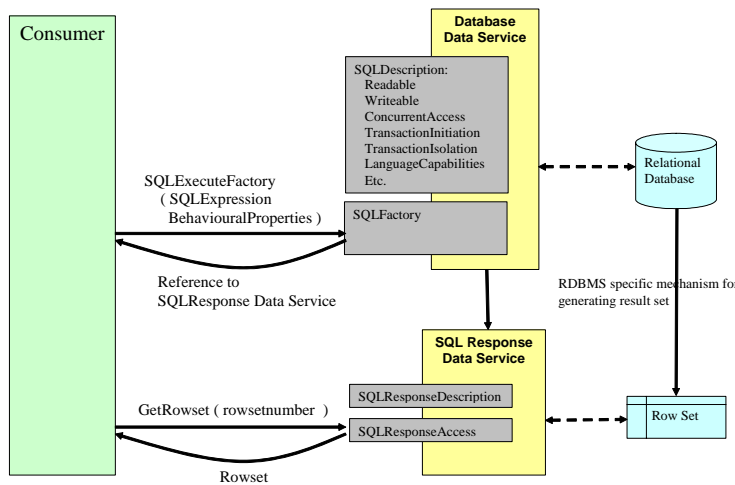 Consumer
Database
Data Service
SQLDescription:
Readable
Writeable
ConcurrentAccess
TransactionInitiation
TransactionIsolation
LanguageCapabilities
Etc.
Relational
Database
SQLExecuteFactory
( SQLExpression
BehaviouralProperties )
SQLFactory
Reference to
SQLResponse Data Service
RDBMS specific mechanism for
generating result set
SQL Response
Data Service
SQLResponseDescription
GetRowset ( rowsetnumber )
SQLResponseAccess
Row Set
Rowset